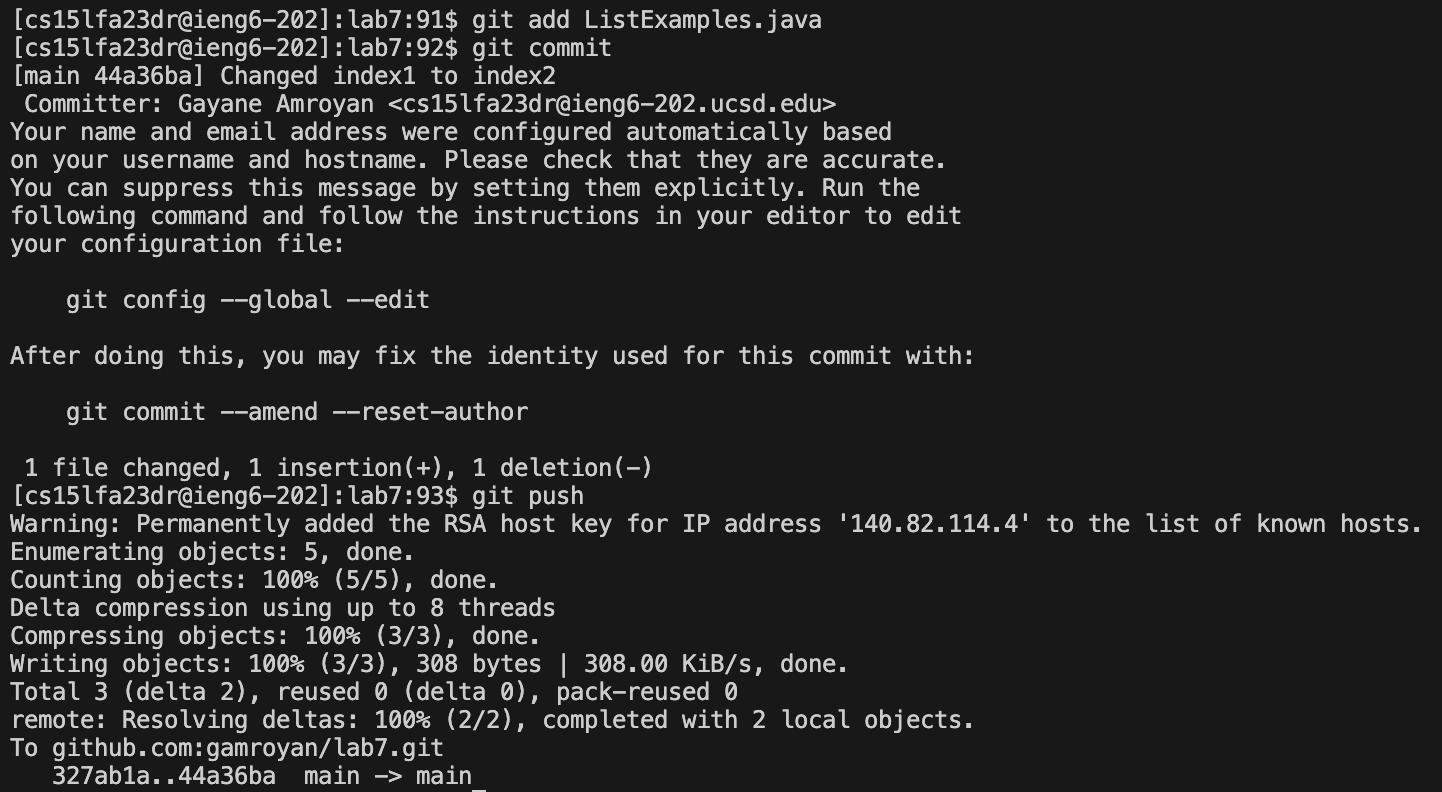 [cs15lfa23dr@ieng6-202]:lab7:91$ git add ListExamples.java
[cs15lfa23dr@ieng6-202]:lab7:92$ git commit
[main 44a36ba] Changed index1 to index2
 Committer: Gayane Amroyan <cs15lfa23dr@ieng6-202.ucsd.edu>
Your name and email address were configured automatically based
on your username and hostname. Please check that they are accurate.
You can suppress this message by setting them explicitly. Run the
following command and follow the instructions in your editor to edit
your configuration file:

    git config --global --edit

After doing this, you may fix the identity used for this commit with:

    git commit --amend --reset-author

 1 file changed, 1 insertion(+), 1 deletion(-)
[cs15lfa23dr@ieng6-202]:lab7:93$ git push
Warning: Permanently added the RSA host key for IP address '140.82.114.4' to the list of known hosts.
Enumerating objects: 5, done.
Counting objects: 100% (5/5), done.
Delta compression using up to 8 threads
Compressing objects: 100% (3/3), done.
Writing objects: 100% (3/3), 308 bytes | 308.00 KiB/s, done.
Total 3 (delta 2), reused 0 (delta 0), pack-reused 0
remote: Resolving deltas: 100% (2/2), completed with 2 local objects.
To github.com:gamroyan/lab7.git
   327ab1a..44a36ba  main -> main